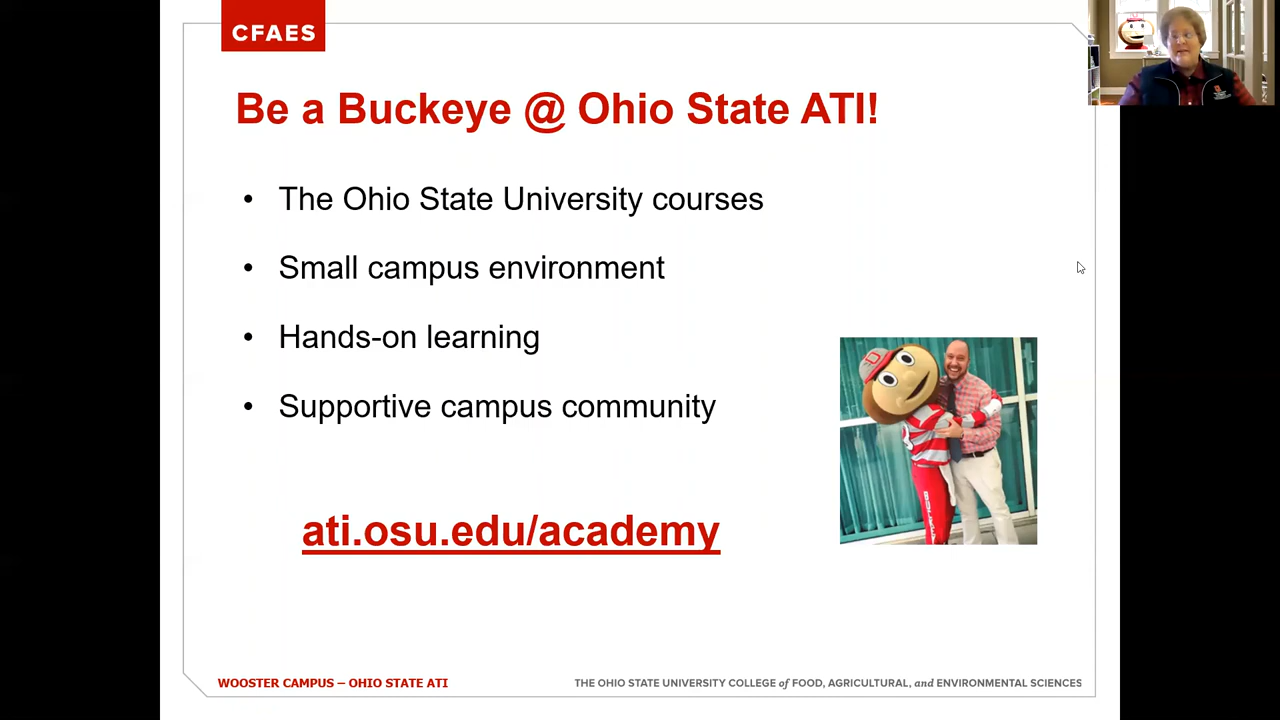 CFAES
Be a Buckeye @ Ohio State ATI!
• The Ohio State University courses
• Small campus environment
• Hands-on learning
• Supportive campus community
ati.osu.edu/academy
WOOSTER CAMPUS – OHIO STATE ATI
THE OHIO STATE UNIVERSITY COLLEGE of FOOD, AGRICULTURAL, and ENVIRONMENTAL SCIENCES